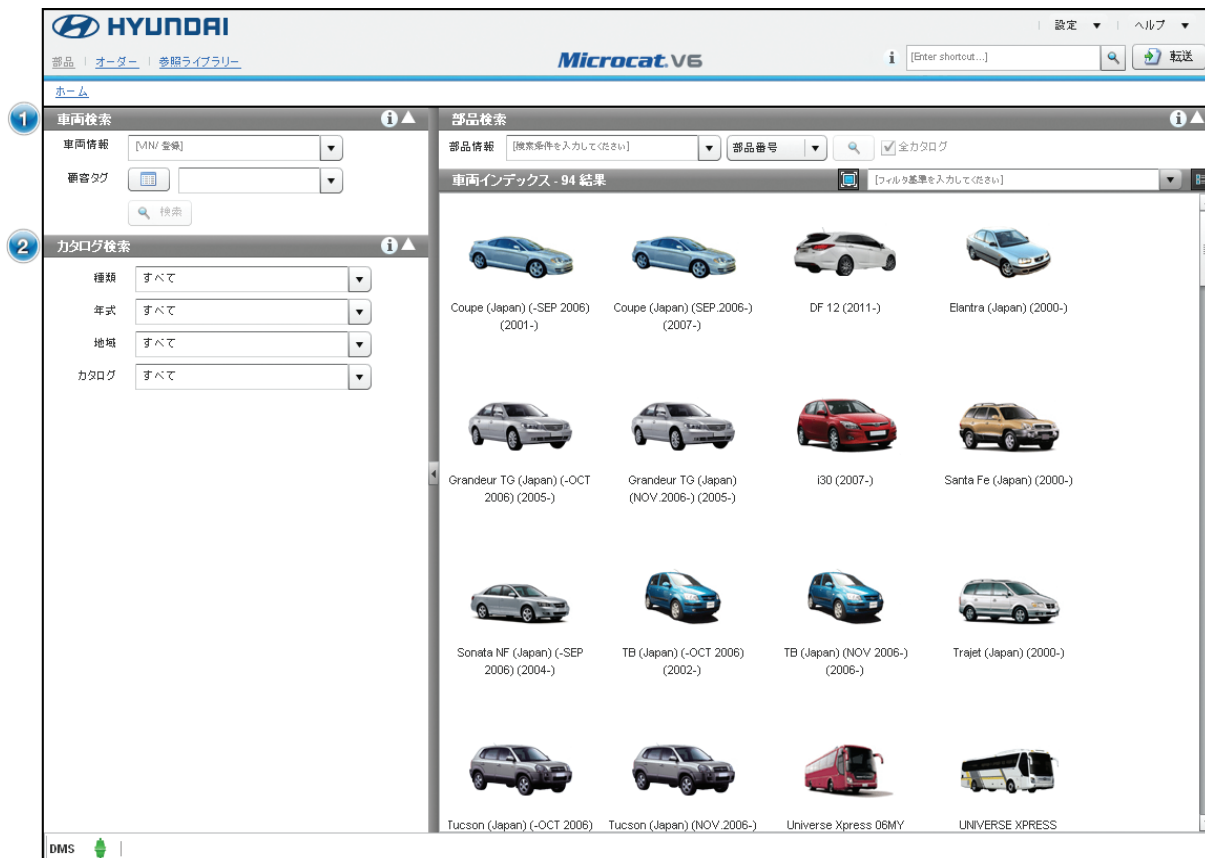 HYUNDAI
設定 ▼ ヘルプ ▼
部品 | オーダー | 参照ライブラリー
Microcat.V6
i [Enter shortcut...] 転送
ホーム
1 車両検索
車両情報 [VIN/ 登録]
顧客タグ
検索
2 カタログ検索
種類 すべて
年式 すべて
地域 すべて
カタログ すべて
部品検索
部品情報 [検索条件を入力してください] 部品番号 全カタログ
車両インデックス - 94 結果 [フィルタ基準を入力してください]
Coupe (Japan) (-SEP 2006)
(2001-)
Coupe (Japan) (SEP.2006-)
(2007-)
DF 12 (2011-)
Elantra (Japan) (2000-)
Grandeur TG (Japan) (-OCT
2006) (2005-)
Grandeur TG (Japan)
(NOV.2006-) (2005-)
i30 (2007-)
Santa Fe (Japan) (2000-)
Sonata NF (Japan) (-SEP
2006) (2004-)
TB (Japan) (-OCT 2006)
(2002-)
TB (Japan) (NOV 2006-)
(2006-)
Trajet (Japan) (2000-)
Tucson (Japan) (-OCT 2006)
Tucson (Japan) (NOV.2006-)
Universe Xpress 06MY
UNIVERSE XPRESS
DMS